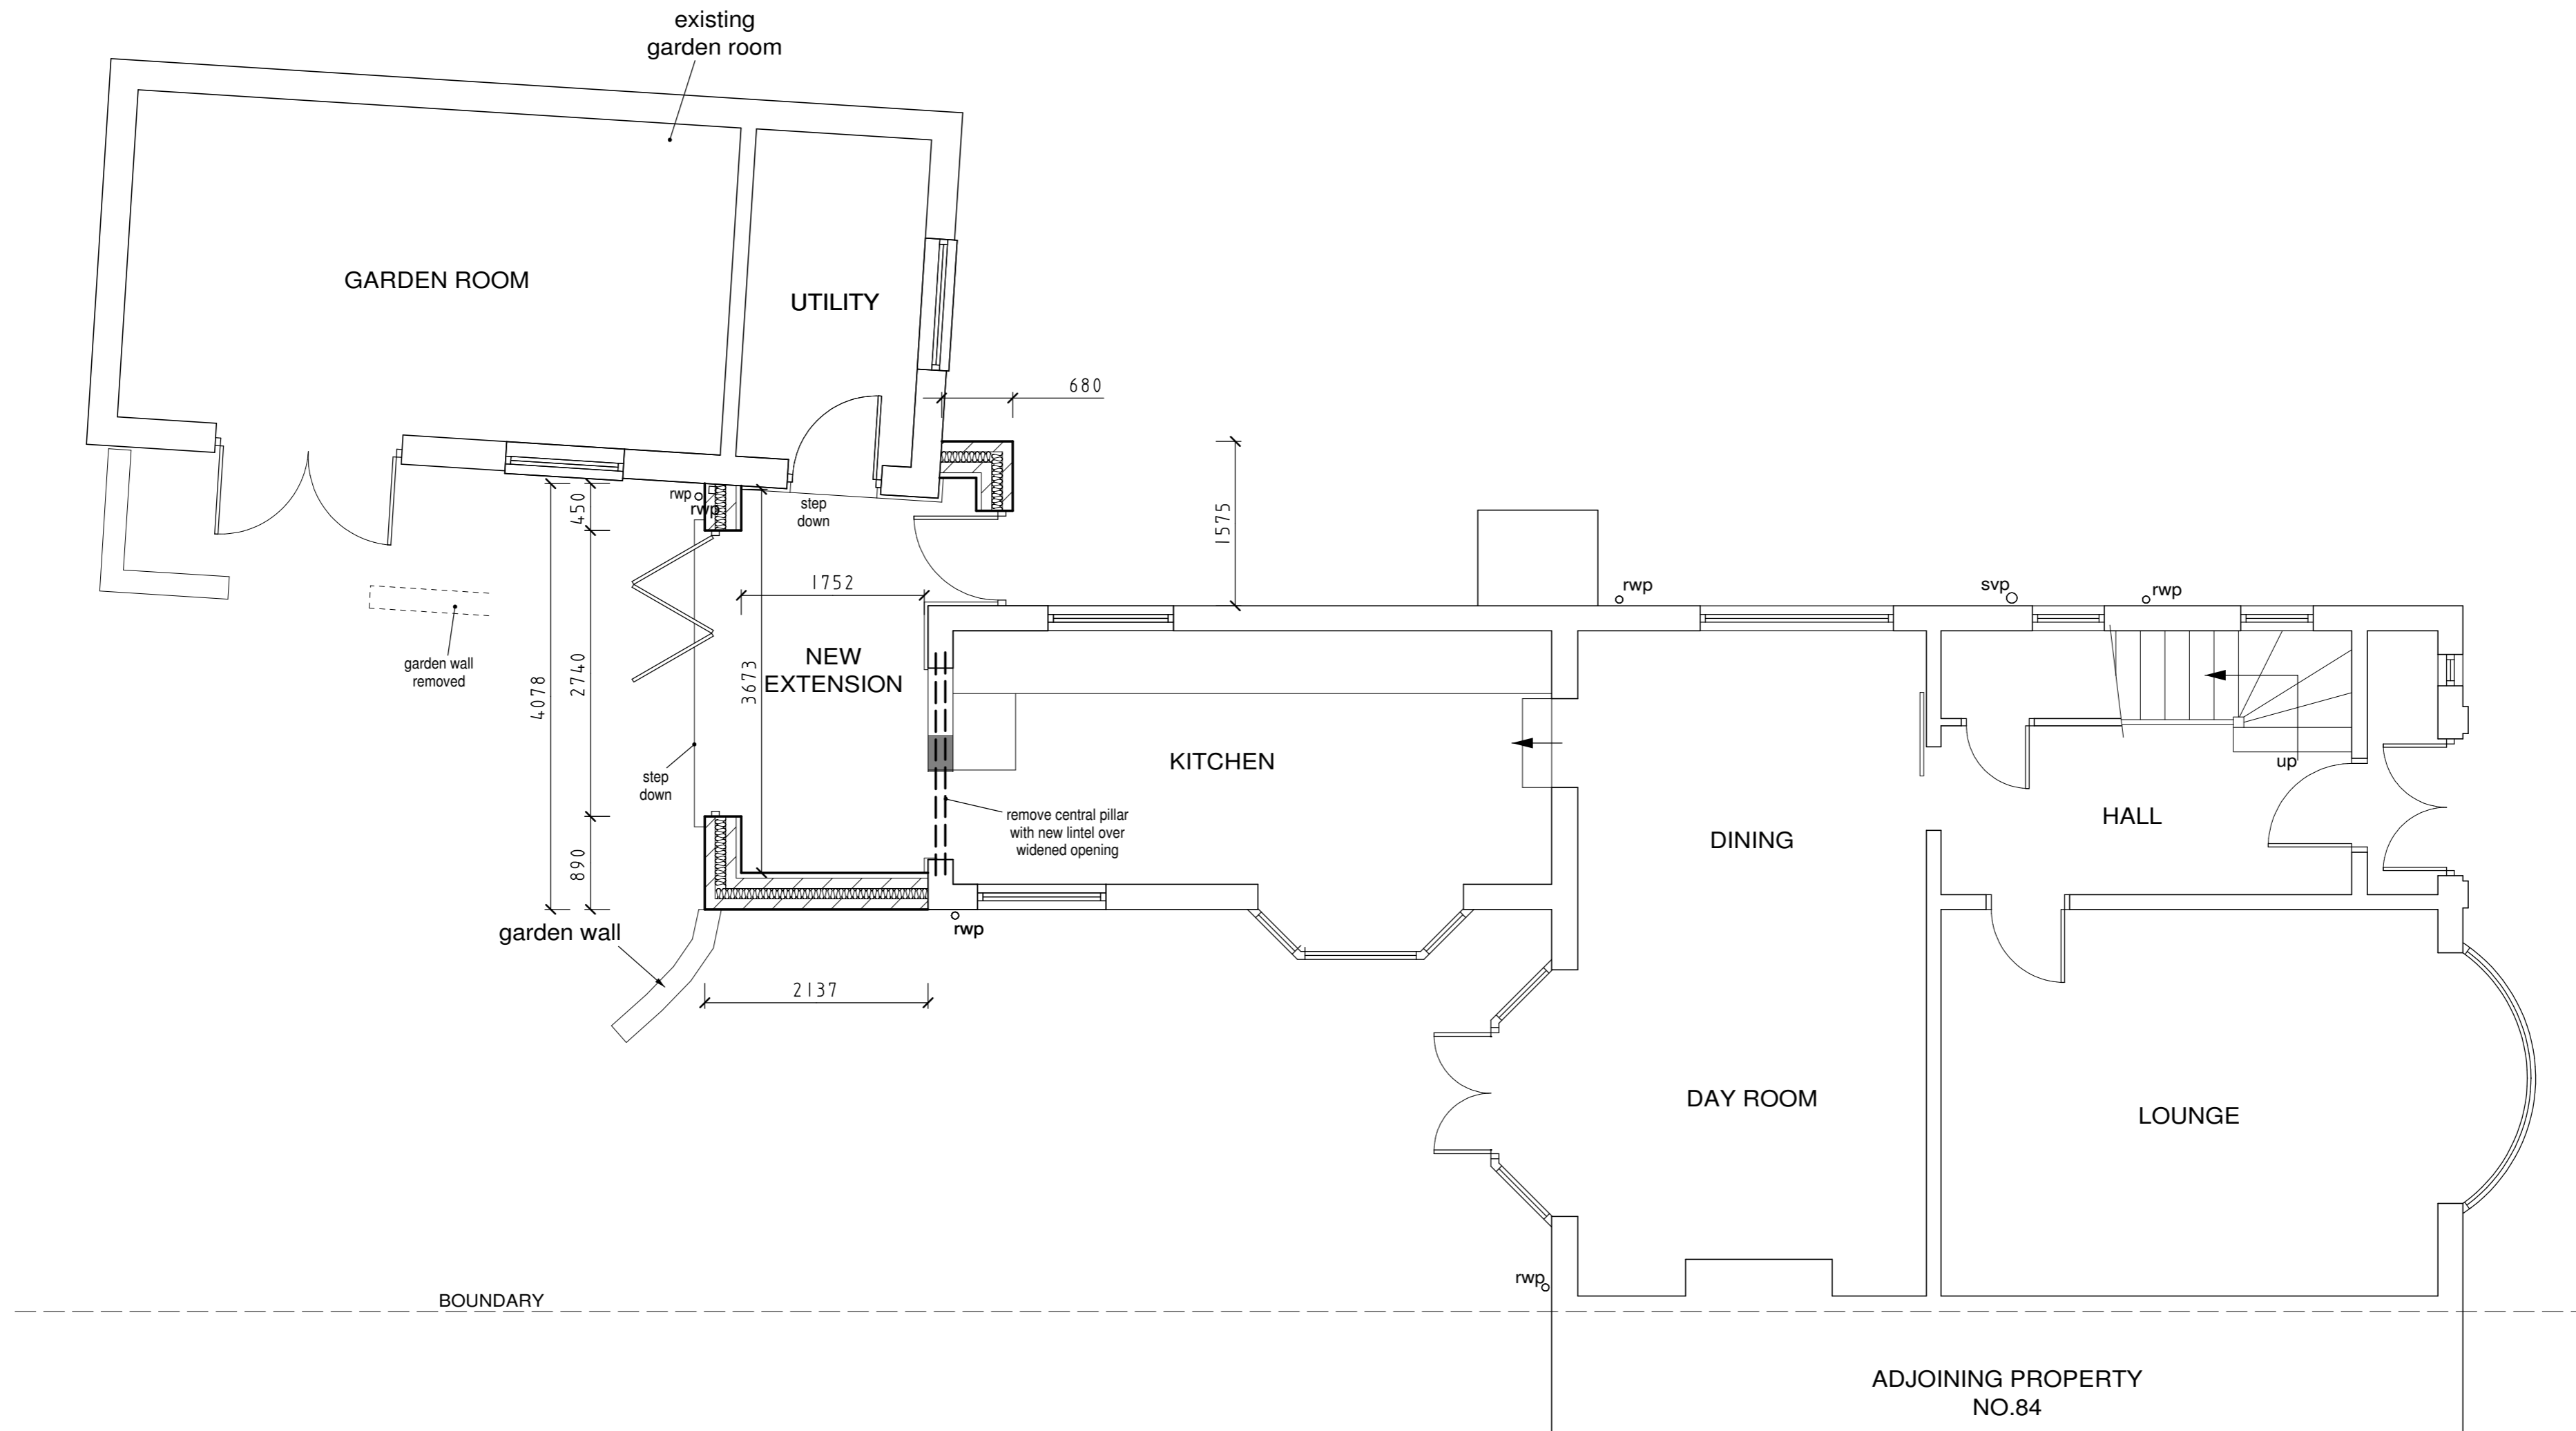 existing
garden room
GARDEN ROOM
UTILITY
680
1575
rwp
rwp
step
down
450
1752
rwp
svp
rwp
garden wall
removed
NEW
EXTENSION
4078
2740
3673
KITCHEN
step
down
up
remove central pillar
with new lintel over
widened opening
HALL
DINING
890
garden wall
rwp
2137
DAY ROOM
LOUNGE
rwp
BOUNDARY
ADJOINING PROPERTY
NO.84